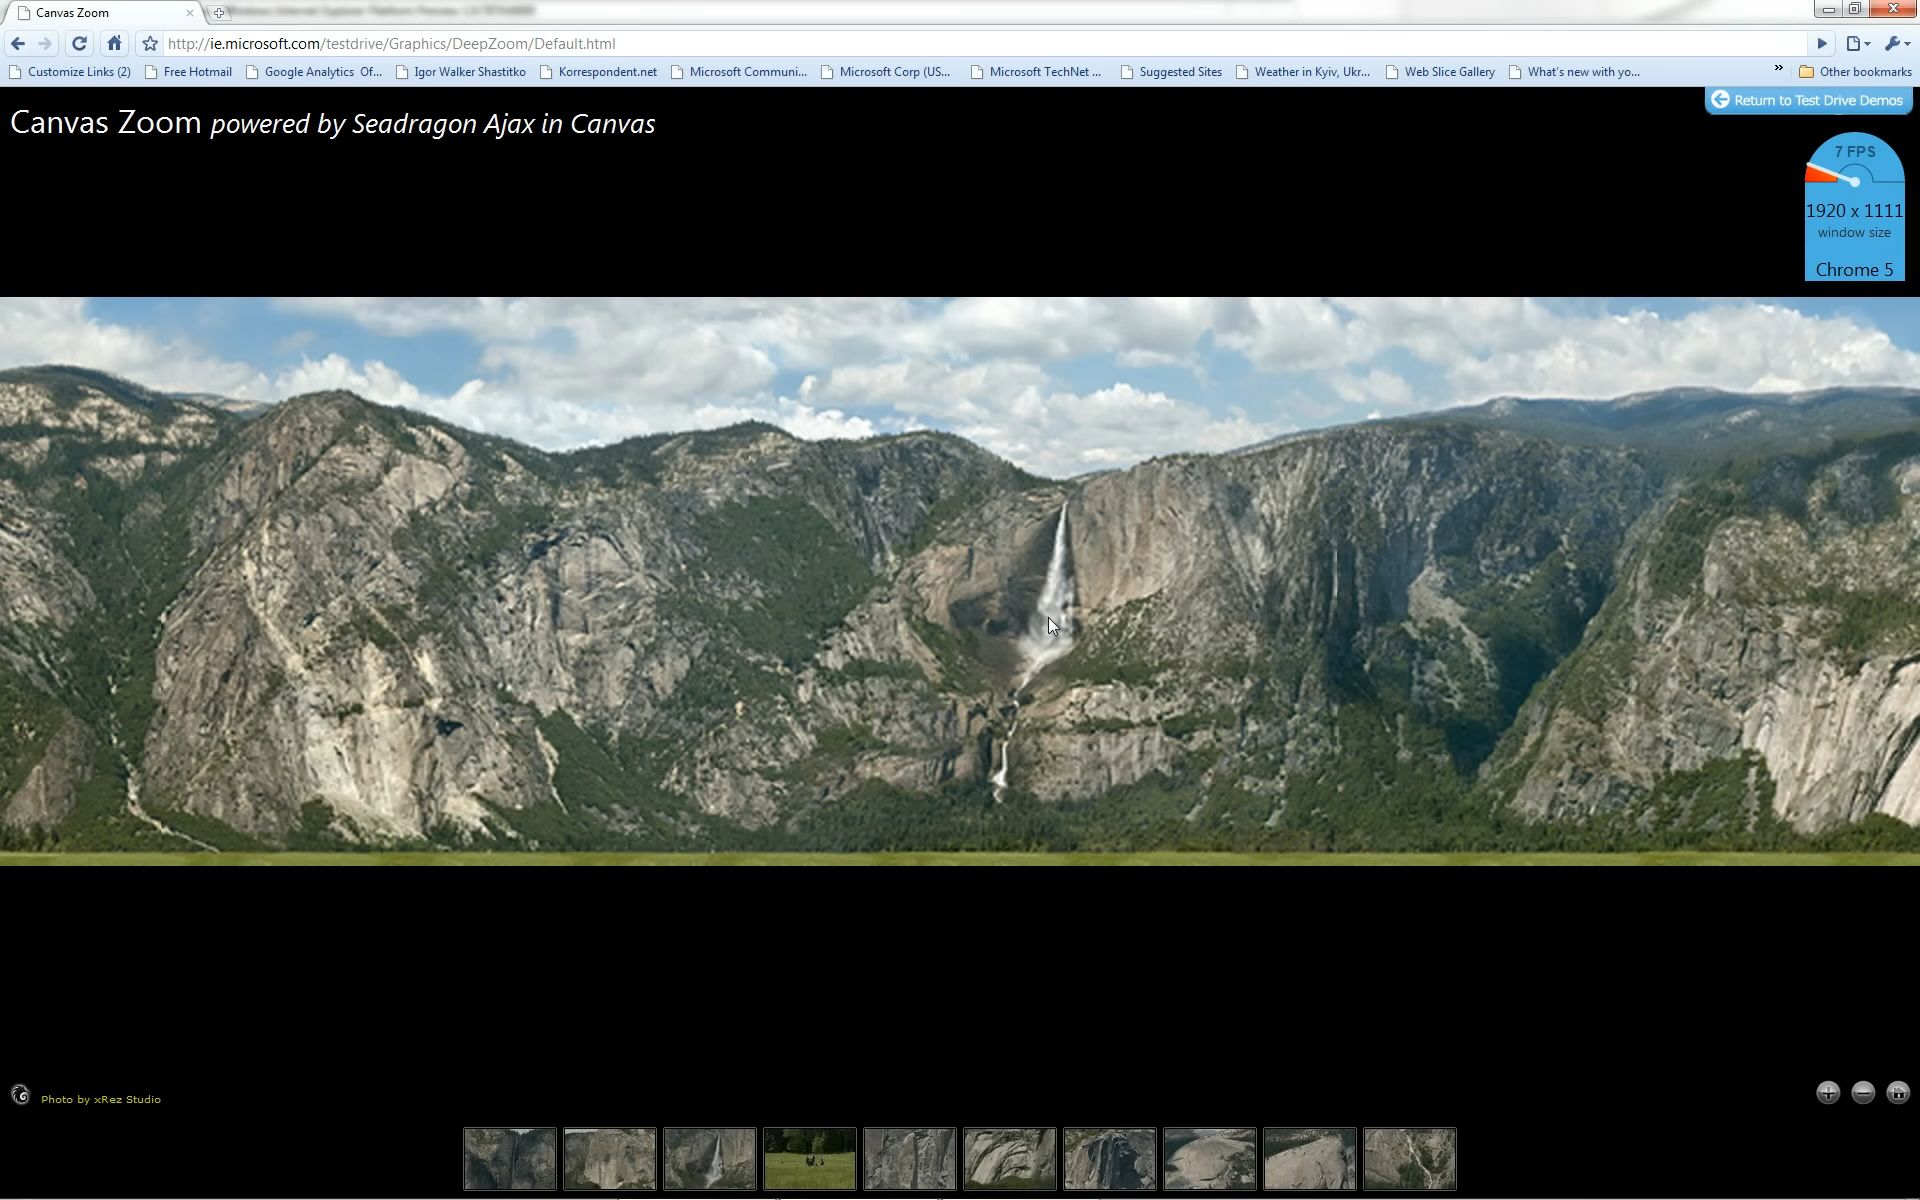 Canvas Zoom
http://ie.microsoft.com/testdrive/Graphics/DeepZoom/Default.html
Customize Links (2) Free Hotmail Google Analytics Of... Igor Walker Shastitko Korrespondent.net Microsoft Communi... Microsoft Corp (US... Microsoft TechNet ... Suggested Sites Weather in Kyiv, Ukr... Web Slice Gallery What's new with yo... » Other bookmarks
Return to Test Drive Demos
Canvas Zoom powered by Seadragon Ajax in Canvas
7 FPS
1920 x 1111
window size
Chrome 5
Photo by xRez Studio